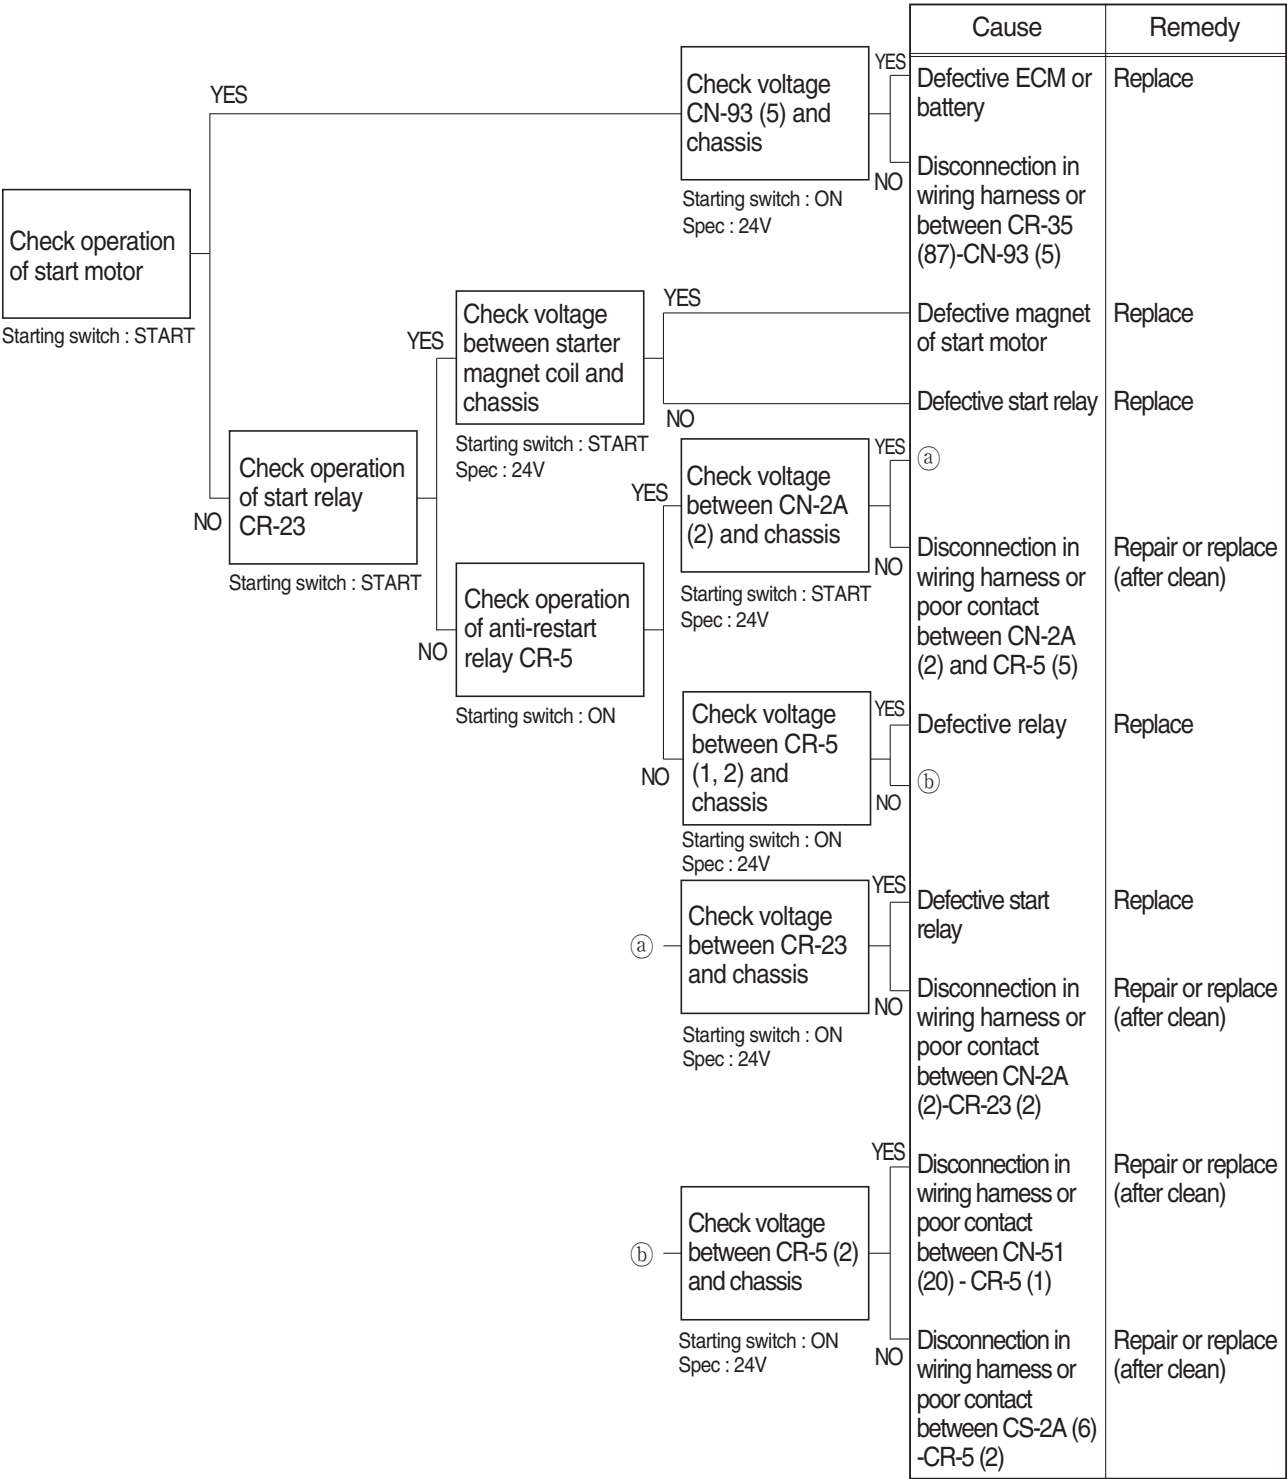 Cause
Remedy
YES
Check voltage
CN-93 (5) and
chassis
YES
Starting switch : ON
Spec : 24V
NO
Defective ECM or
battery
Replace
Disconnection in
wiring harness or
between CR-35
(87)-CN-93 (5)
Check operation
of start motor
Starting switch : START
YES
Check voltage
between starter
magnet coil and
chassis
Starting switch : START
Spec : 24V
YES
Defective magnet
of start motor
Replace
NO
Defective start relay
Replace
NO
Check operation
of start relay
CR-23
Starting switch : START
YES
Check voltage
between CN-2A
(2) and chassis
Starting switch : START
Spec : 24V
YES
ⓐ
NO
Disconnection in
wiring harness or
poor contact
between CN-2A
(2) and CR-5 (5)
Repair or replace
(after clean)
NO
Check operation
of anti-restart
relay CR-5
Starting switch : ON
NO
Check voltage
between CR-5
(1, 2) and
chassis
Starting switch : ON
Spec : 24V
YES
Defective relay
Replace
NO
ⓑ
ⓐ
Check voltage
between CR-23
and chassis
Starting switch : ON
Spec : 24V
YES
Defective start
relay
Replace
NO
Disconnection in
wiring harness or
poor contact
between CN-2A
(2)-CR-23 (2)
Repair or replace
(after clean)
ⓑ
Check voltage
between CR-5 (2)
and chassis
Starting switch : ON
Spec : 24V
YES
Disconnection in
wiring harness or
poor contact
between CN-51
(20) - CR-5 (1)
Repair or replace
(after clean)
NO
Disconnection in
wiring harness or
poor contact
between CS-2A (6)
-CR-5 (2)
Repair or replace
(after clean)